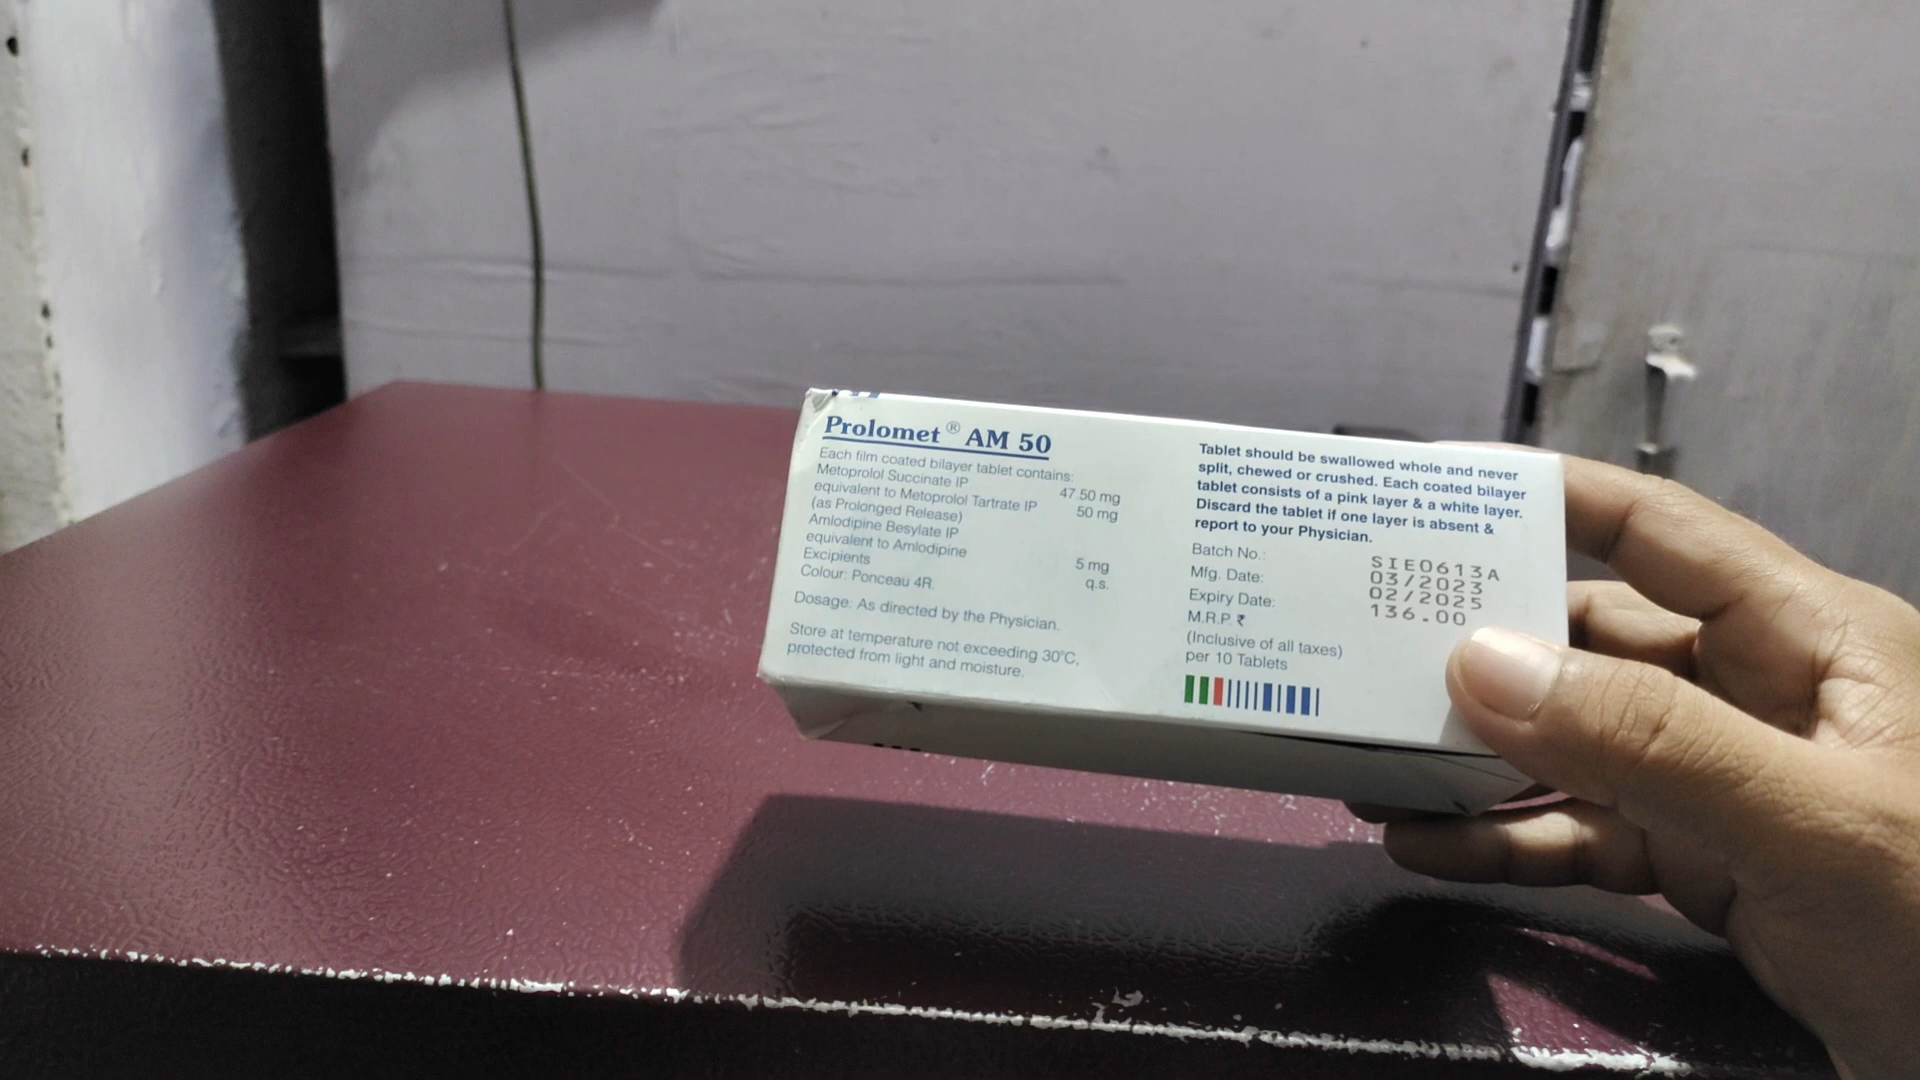 Prolomet® AM 50
Each film coated bilayer tablet contains:
Metoprolol Succinate IP 47.50 mg
equivalent to Metoprolol Tartrate IP 50 mg
(as Prolonged Release)
Amlodipine Besylate IP
equivalent to Amlodipine 5 mg
Excipients q.s.
Colour: Ponceau 4R.
Dosage: As directed by the Physician.
Store at temperature not exceeding 30°C,
protected from light and moisture.
Tablet should be swallowed whole and never
split, chewed or crushed. Each coated bilayer
tablet consists of a pink layer & a white layer.
Discard the tablet if one layer is absent &
report to your Physician.
Batch No.: SIE0613A
Mfg. Date: 03/2023
Expiry Date: 02/2025
M.R.P. ₹ 136.00
(Inclusive of all taxes)
per 10 Tablets